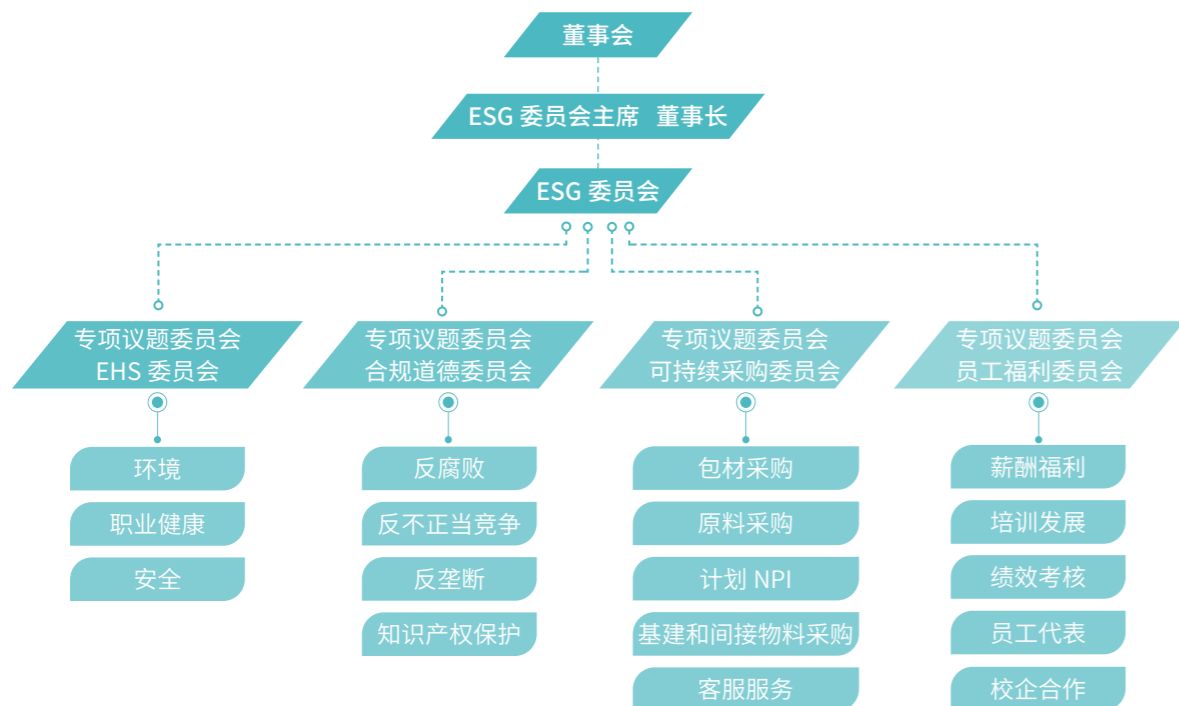 董事会
ESG 委员会主席 董事长
ESG 委员会
专项议题委员会
EHS 委员会
环境
职业健康
安全
专项议题委员会
合规道德委员会
反腐败
反不正当竞争
反垄断
知识产权保护
专项议题委员会
可持续采购委员会
包材采购
原料采购
计划 NPI
基建和间接物料采购
客服服务
专项议题委员会
员工福利委员会
薪酬福利
培训发展
绩效考核
员工代表
校企合作